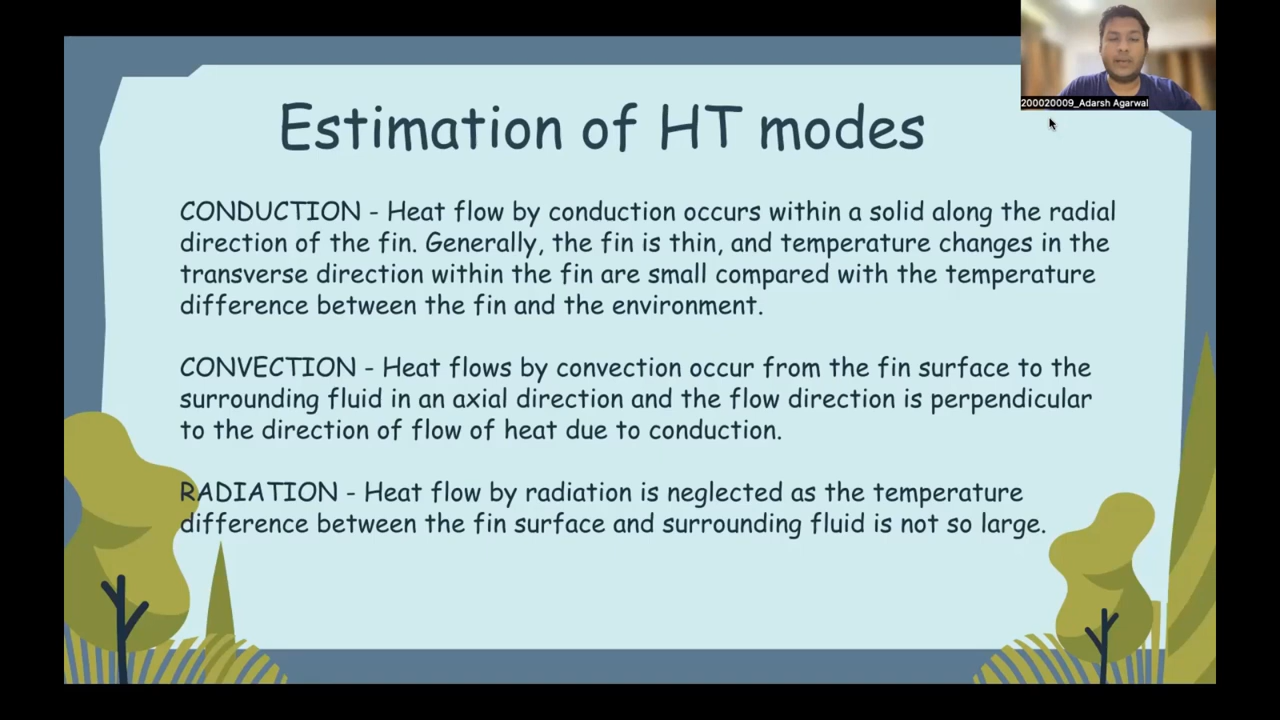 200020009_Adarsh Agarwal
Estimation of HT modes
CONDUCTION - Heat flow by conduction occurs within a solid along the radial
direction of the fin. Generally, the fin is thin, and temperature changes in the
transverse direction within the fin are small compared with the temperature
difference between the fin and the environment.
CONVECTION - Heat flows by convection occur from the fin surface to the
surrounding fluid in an axial direction and the flow direction is perpendicular
to the direction of flow of heat due to conduction.
RADIATION - Heat flow by radiation is neglected as the temperature
difference between the fin surface and surrounding fluid is not so large.